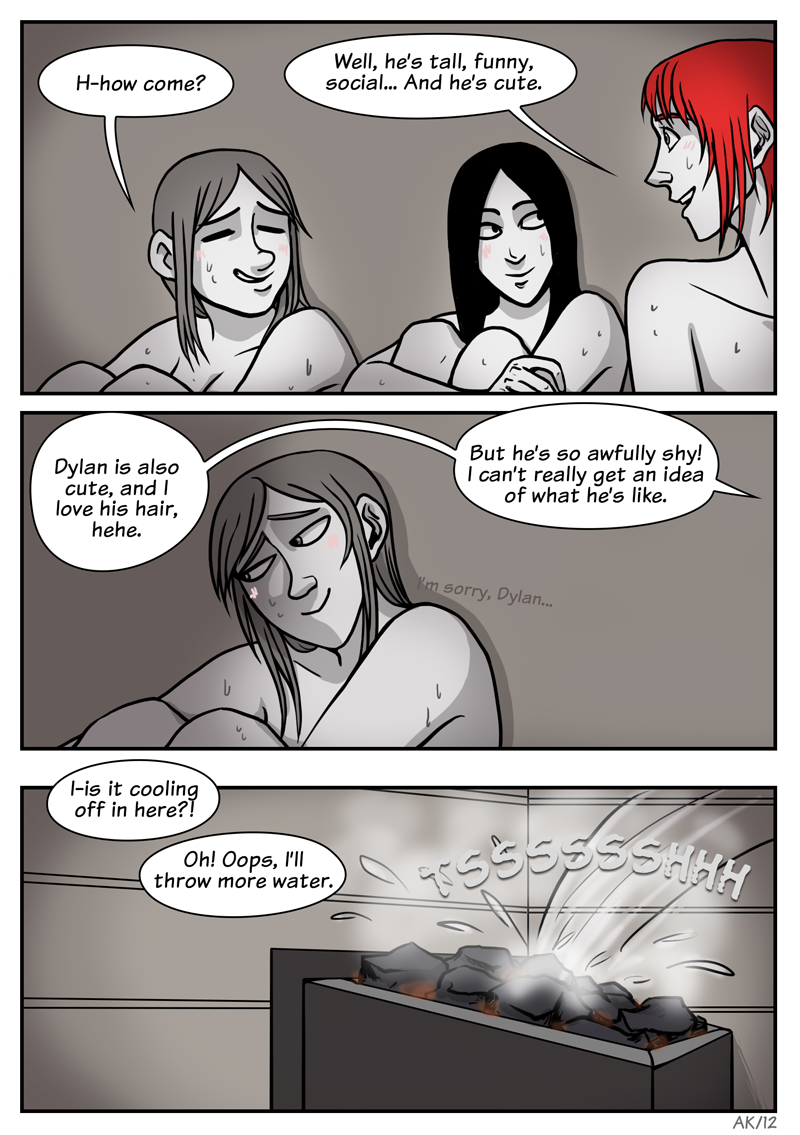 H-how come?
Well, he's tall, funny,
social... And he's cute.
Dylan is also
cute, and I
love his hair,
hehe.
But he's so awfully shy!
I can't really get an idea
of what he's like.
I'm sorry, Dylan...
I-is it cooling
off in here?!
Oh! Oops, I'll
throw more water.
TSSSSSSSHHH
AK/12